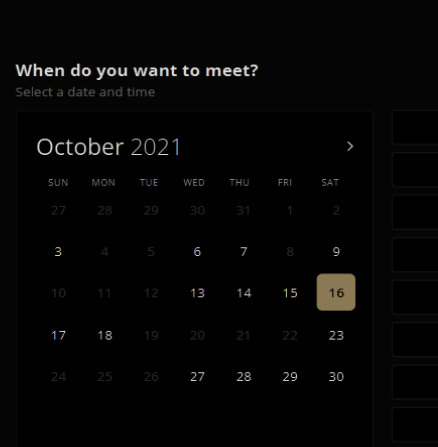 When do you want to meet?
Select a date and time
October 2021
SUN MON TUE WED THU FRI SAT
27 28 29 30 31 1 2
3 4 5 6 7 8 9
10 11 12 13 14 15 16
17 18 19 20 21 22 23
24 25 26 27 28 29 30